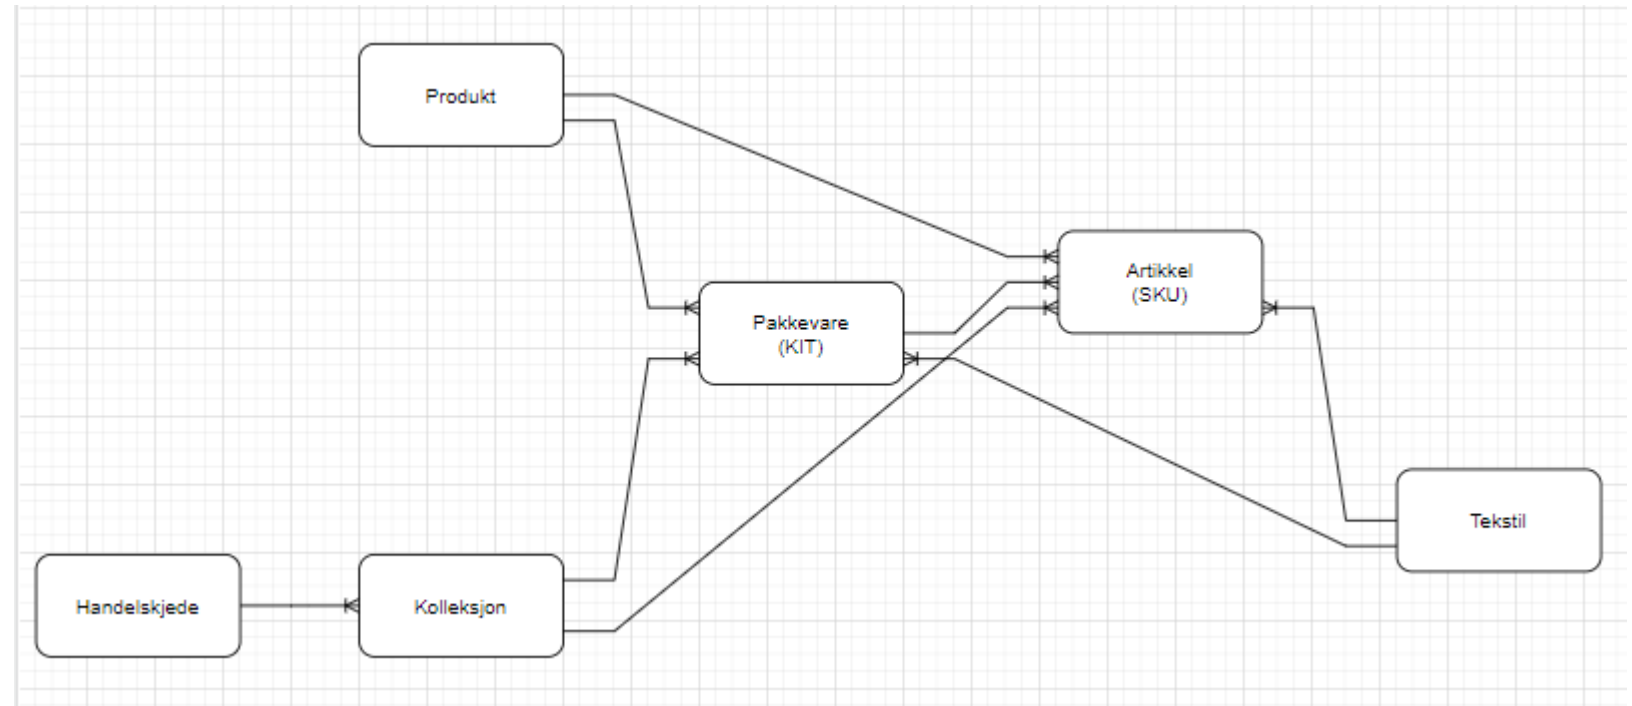 Produkt
Artikkel
(SKU)
Pakkevare
(KIT)
Tekstil
Handelskjede
Kolleksjon